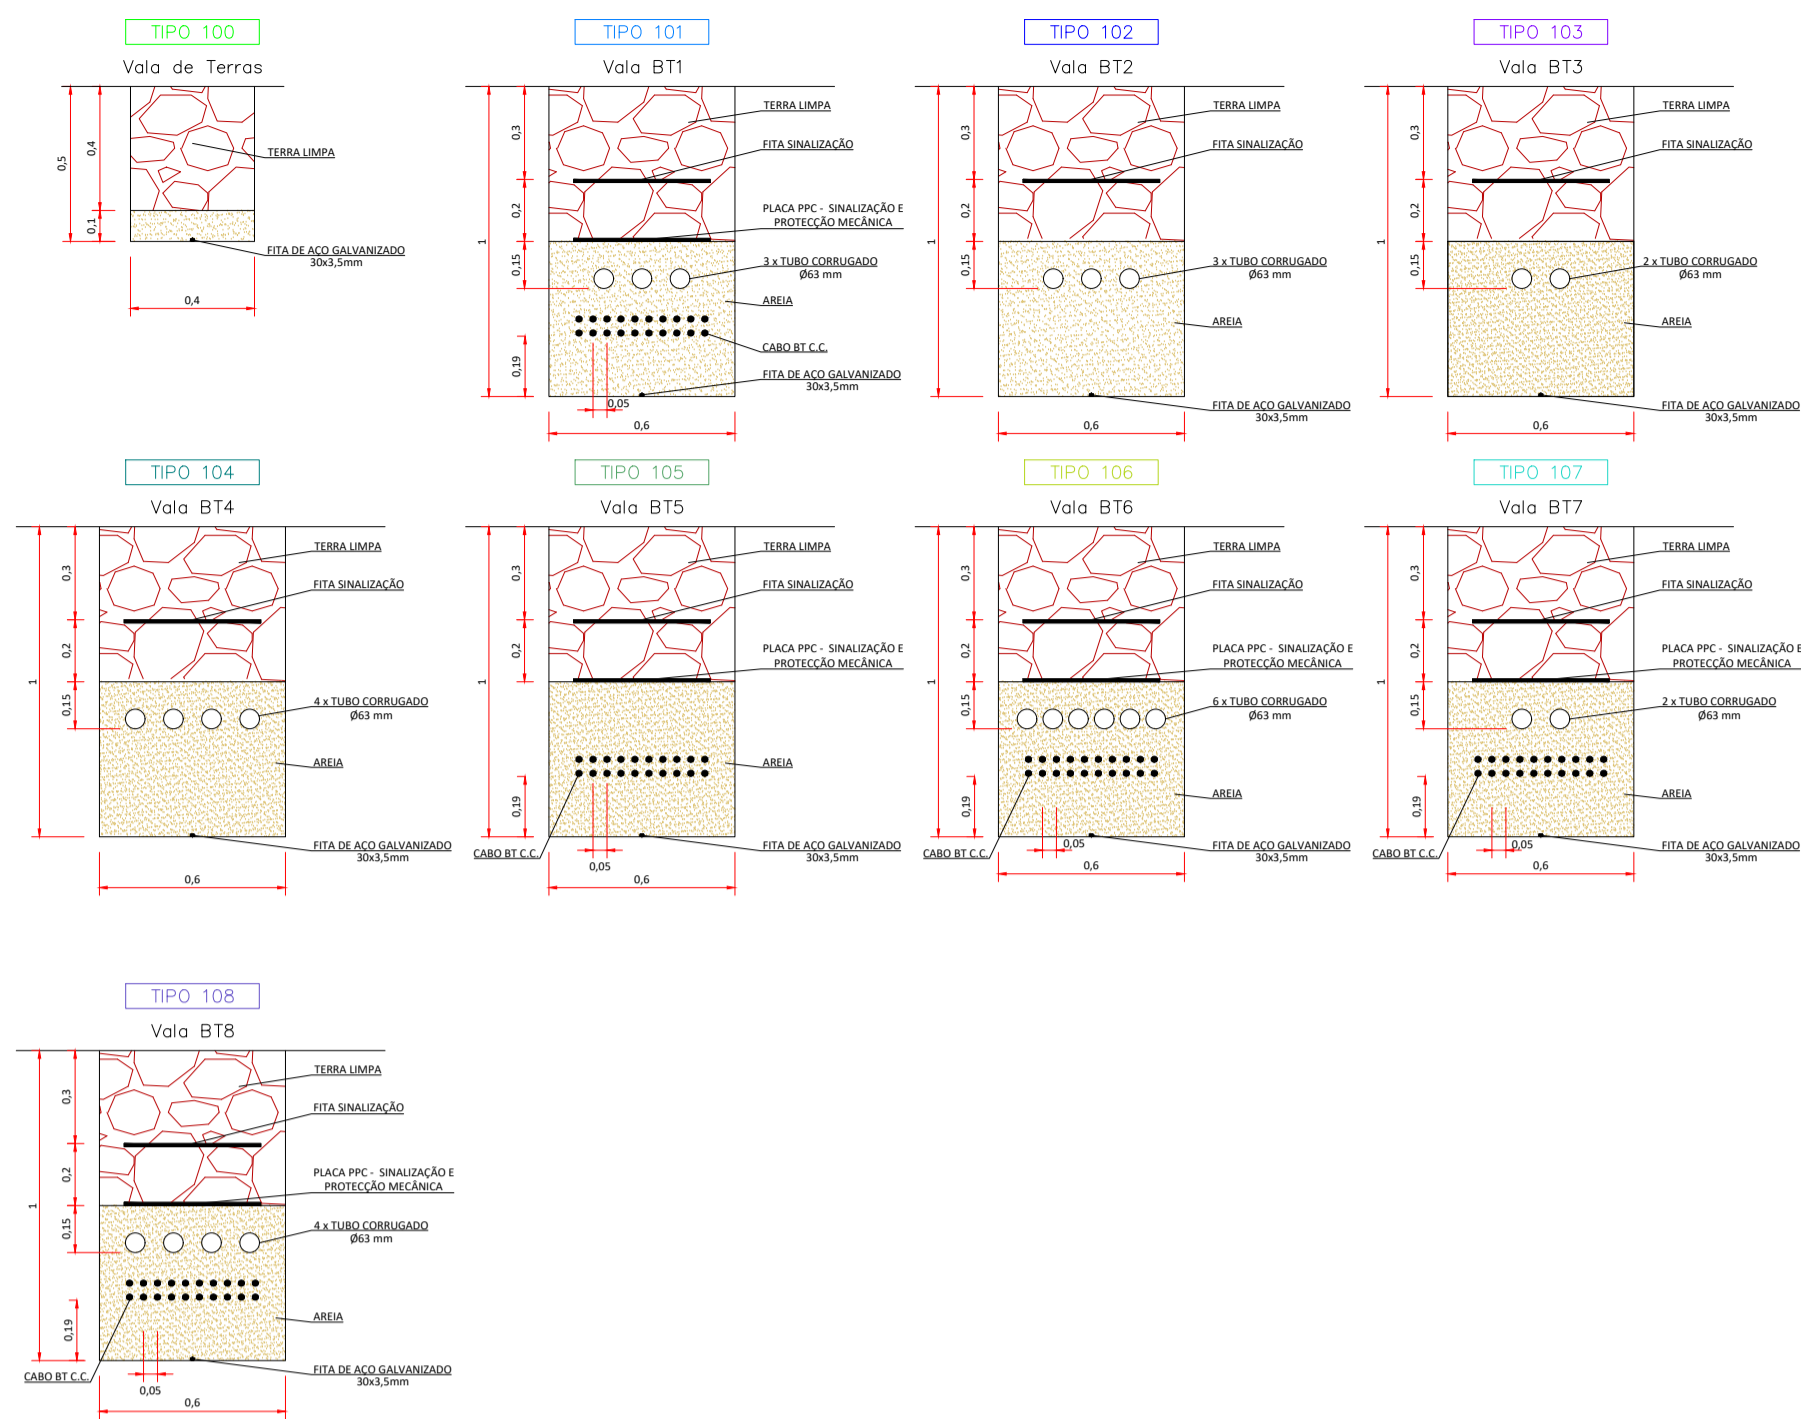 TIPO 100
Vala de Terras
0,5
0,4
0,1
TERRA LIMPA
FITA DE AÇO GALVANIZADO
30x3,5mm
0,4
TIPO 101
Vala BT1
1
0,3
0,2
0,15
0,19
TERRA LIMPA
FITA SINALIZAÇÃO
PLACA PPC - SINALIZAÇÃO E
PROTECÇÃO MECÂNICA
3 x TUBO CORRUGADO
Ø63 mm
AREIA
CABO BT C.C.
FITA DE AÇO GALVANIZADO
30x3,5mm
0,05
0,6
TIPO 102
Vala BT2
1
0,3
0,2
0,15
TERRA LIMPA
FITA SINALIZAÇÃO
3 x TUBO CORRUGADO
Ø63 mm
AREIA
FITA DE AÇO GALVANIZADO
30x3,5mm
0,6
TIPO 103
Vala BT3
1
0,3
0,2
0,15
TERRA LIMPA
FITA SINALIZAÇÃO
2 x TUBO CORRUGADO
Ø63 mm
AREIA
FITA DE AÇO GALVANIZADO
30x3,5mm
0,6
TIPO 104
Vala BT4
1
0,3
0,2
0,15
TERRA LIMPA
FITA SINALIZAÇÃO
4 x TUBO CORRUGADO
Ø63 mm
AREIA
FITA DE AÇO GALVANIZADO
30x3,5mm
0,6
TIPO 105
Vala BT5
1
0,3
0,2
0,19
TERRA LIMPA
FITA SINALIZAÇÃO
PLACA PPC - SINALIZAÇÃO E
PROTECÇÃO MECÂNICA
AREIA
FITA DE AÇO GALVANIZADO
30x3,5mm
CABO BT C.C.
0,05
0,6
TIPO 106
Vala BT6
1
0,3
0,2
0,15
0,19
TERRA LIMPA
FITA SINALIZAÇÃO
PLACA PPC - SINALIZAÇÃO E
PROTECÇÃO MECÂNICA
6 x TUBO CORRUGADO
Ø63 mm
AREIA
FITA DE AÇO GALVANIZADO
30x3,5mm
CABO BT C.C.
0,05
0,6
TIPO 107
Vala BT7
1
0,3
0,2
0,15
0,19
TERRA LIMPA
FITA SINALIZAÇÃO
PLACA PPC - SINALIZAÇÃO E
PROTECÇÃO MECÂNICA
2 x TUBO CORRUGADO
Ø63 mm
AREIA
FITA DE AÇO GALVANIZADO
30x3,5mm
CABO BT C.C.
0,05
0,6
TIPO 108
Vala BT8
1
0,3
0,2
0,15
0,19
TERRA LIMPA
FITA SINALIZAÇÃO
PLACA PPC - SINALIZAÇÃO E
PROTECÇÃO MECÂNICA
4 x TUBO CORRUGADO
Ø63 mm
AREIA
FITA DE AÇO GALVANIZADO
30x3,5mm
CABO BT C.C.
0,05
0,6